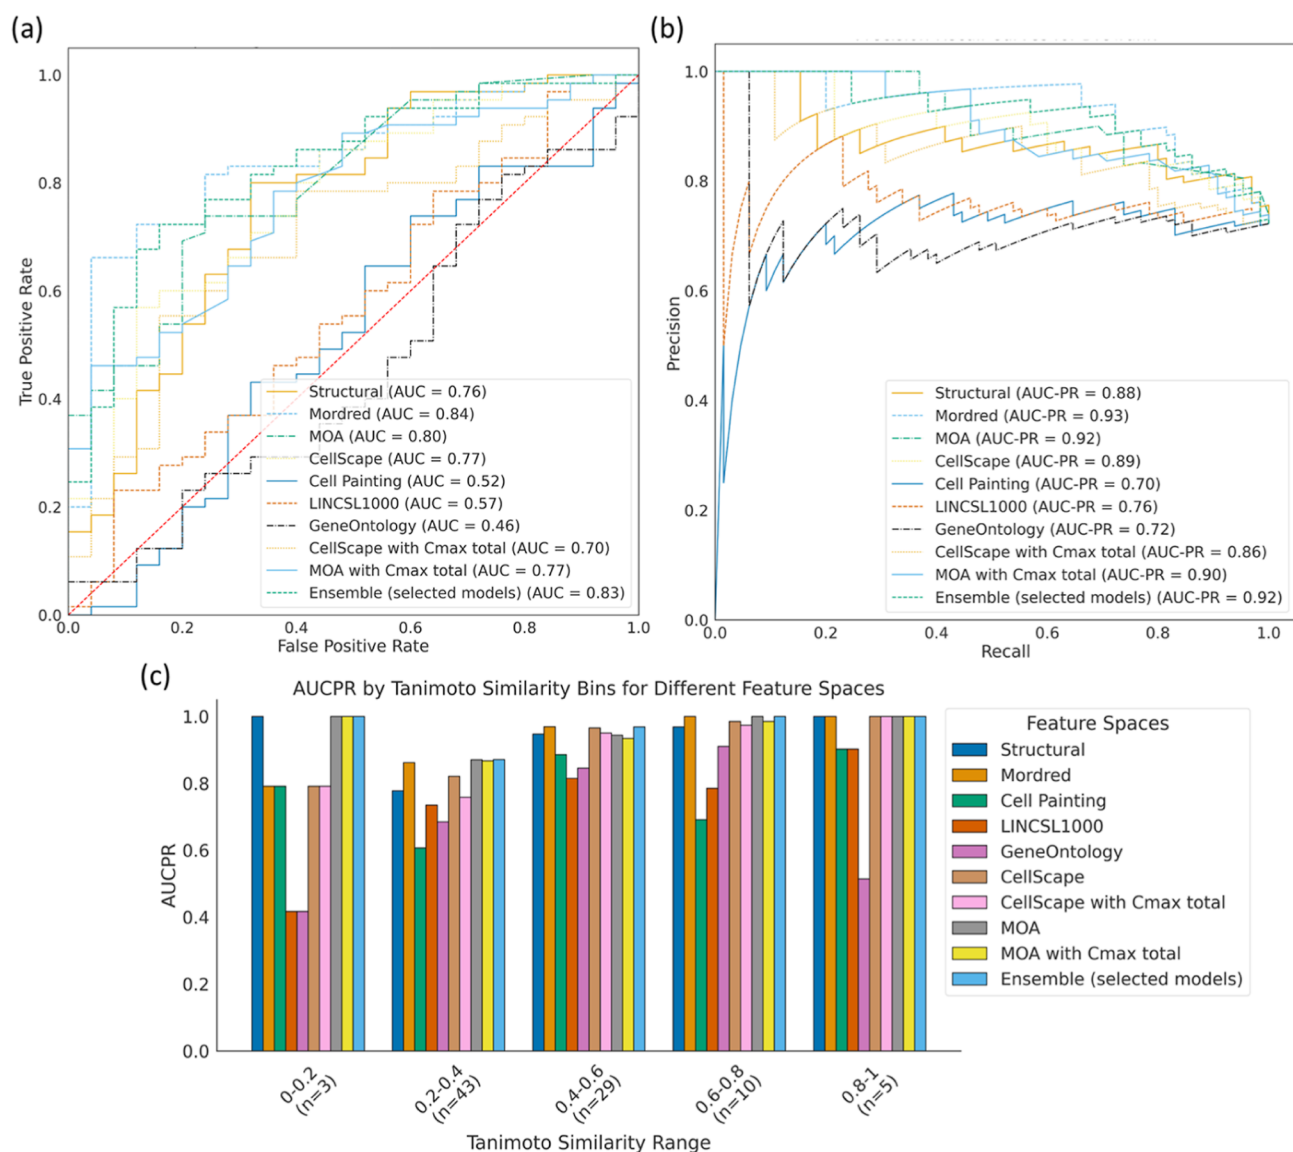 (a)
1.0
0.8
0.6
0.4
0.2
0.0
True Positive Rate
0.0 0.2 0.4 0.6 0.8 1.0
False Positive Rate
Structural (AUC = 0.76)
Mordred (AUC = 0.84)
MOA (AUC = 0.80)
CellScape (AUC = 0.77)
Cell Painting (AUC = 0.52)
LINCSL1000 (AUC = 0.57)
GeneOntology (AUC = 0.46)
CellScape with Cmax total (AUC = 0.70)
MOA with Cmax total (AUC = 0.77)
Ensemble (selected models) (AUC = 0.83)
(b)
1.0
0.8
0.6
0.4
0.2
0.0
Precision
0.0 0.2 0.4 0.6 0.8 1.0
Recall
Structural (AUC-PR = 0.88)
Mordred (AUC-PR = 0.93)
MOA (AUC-PR = 0.92)
CellScape (AUC-PR = 0.89)
Cell Painting (AUC-PR = 0.70)
LINCSL1000 (AUC-PR = 0.76)
GeneOntology (AUC-PR = 0.72)
CellScape with Cmax total (AUC-PR = 0.86)
MOA with Cmax total (AUC-PR = 0.90)
Ensemble (selected models) (AUC-PR = 0.92)
(c)
AUCPR by Tanimoto Similarity Bins for Different Feature Spaces
1.0
0.8
0.6
0.4
0.2
0.0
AUCPR
0-0.2
(n=3)
0.2-0.4
(n=43)
0.4-0.6
(n=29)
0.6-0.8
(n=10)
0.8-1
(n=5)
Tanimoto Similarity Range
Feature Spaces
Structural
Mordred
Cell Painting
LINCSL1000
GeneOntology
CellScape
CellScape with Cmax total
MOA
MOA with Cmax total
Ensemble (selected models)